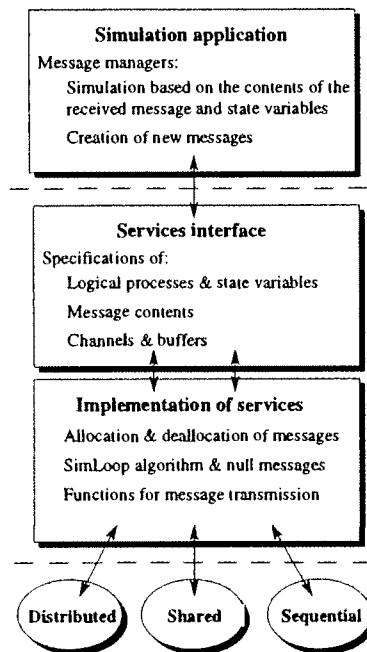 Simulation application
Message managers:
Simulation based on the contents of the
received message and state variables
Creation of new messages
Services interface
Specifications of:
Logical processes & state variables
Message contents
Channels & buffers
Implementation of services
Allocation & deallocation of messages
SimLoop algorithm & null messages
Functions for message transmission
Distributed
Shared
Sequential